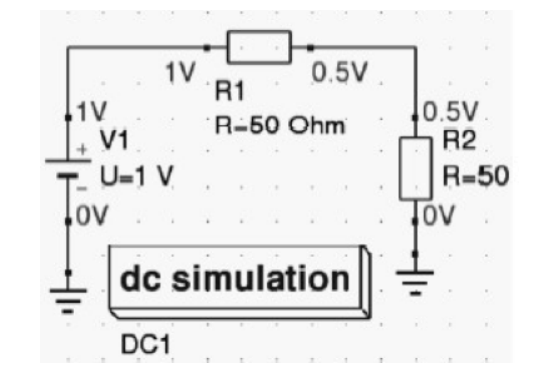 1V
0.5V
R1
R=50 Ohm
1V
+
V1
U=1 V
-
0V
0.5V
R2
R=50
0V
dc simulation
DC1